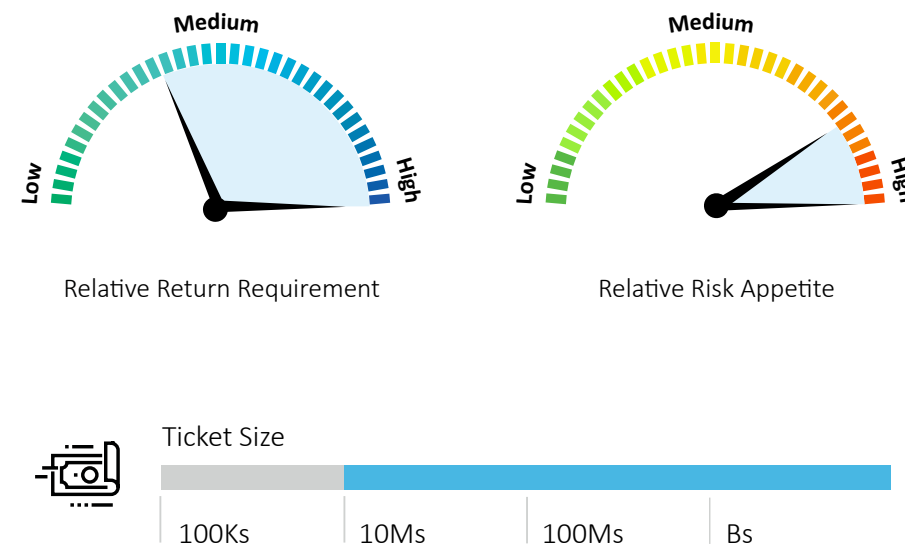 Medium
Low
High
Relative Return Requirement
Medium
Low
High
Relative Risk Appetite
Ticket Size
100Ks
10Ms
100Ms
Bs